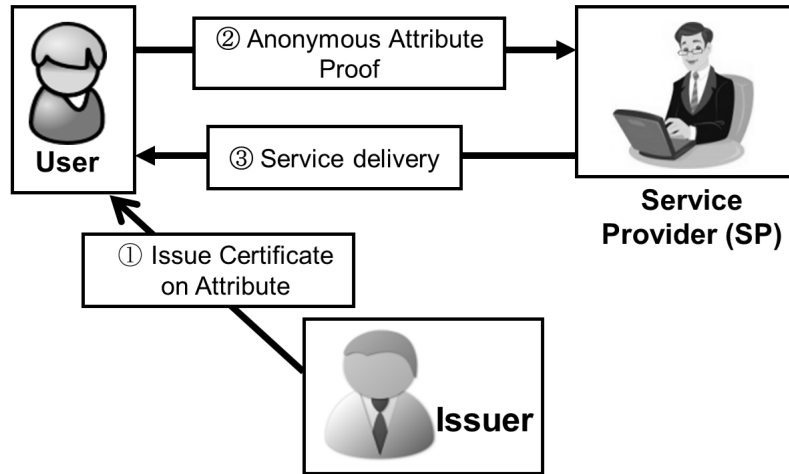 ② Anonymous Attribute
Proof
User
③ Service delivery
Service
Provider (SP)
① Issue Certificate
on Attribute
Issuer